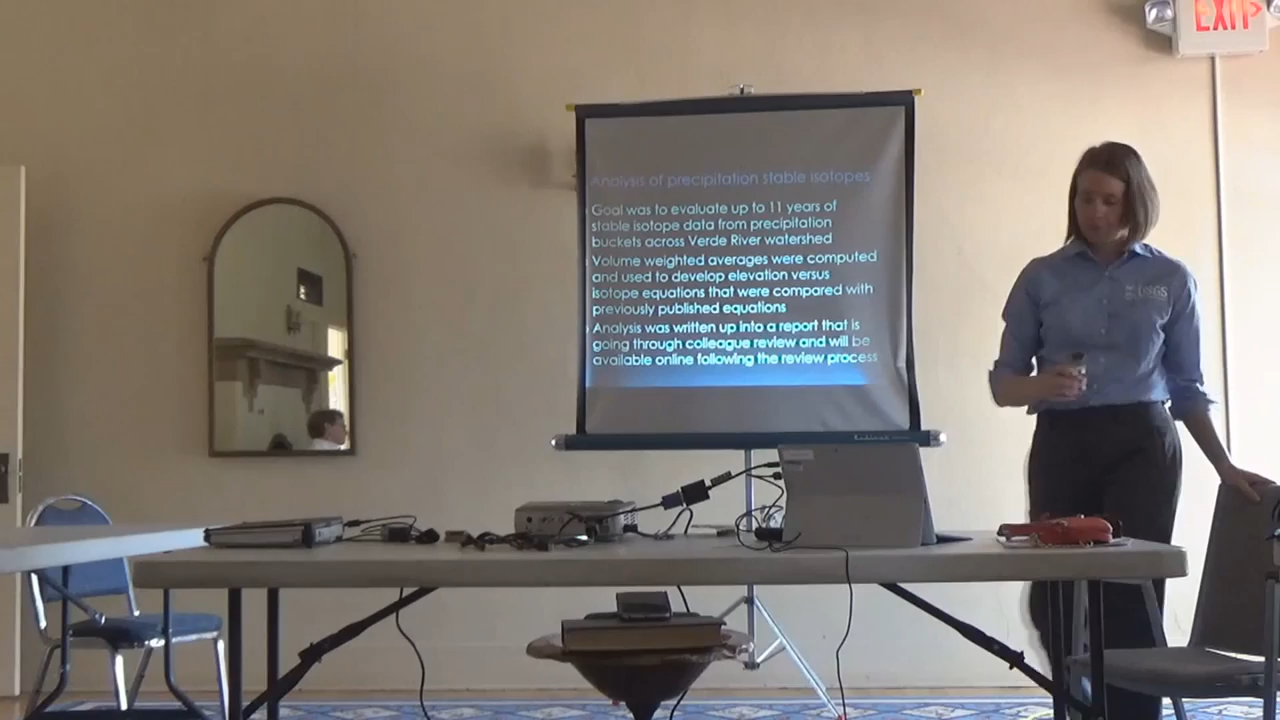 EXIT
Analysis of precipitation stable isotopes
Goal was to evaluate up to 11 years of
stable isotope data from precipitation
buckets across Verde River watershed
Volume weighted averages were computed
and used to develop elevation versus
isotope equations that were compared with
previously published equations
Analysis was written up into a report that is
going through colleague review and will be
available online following the review process
USGS